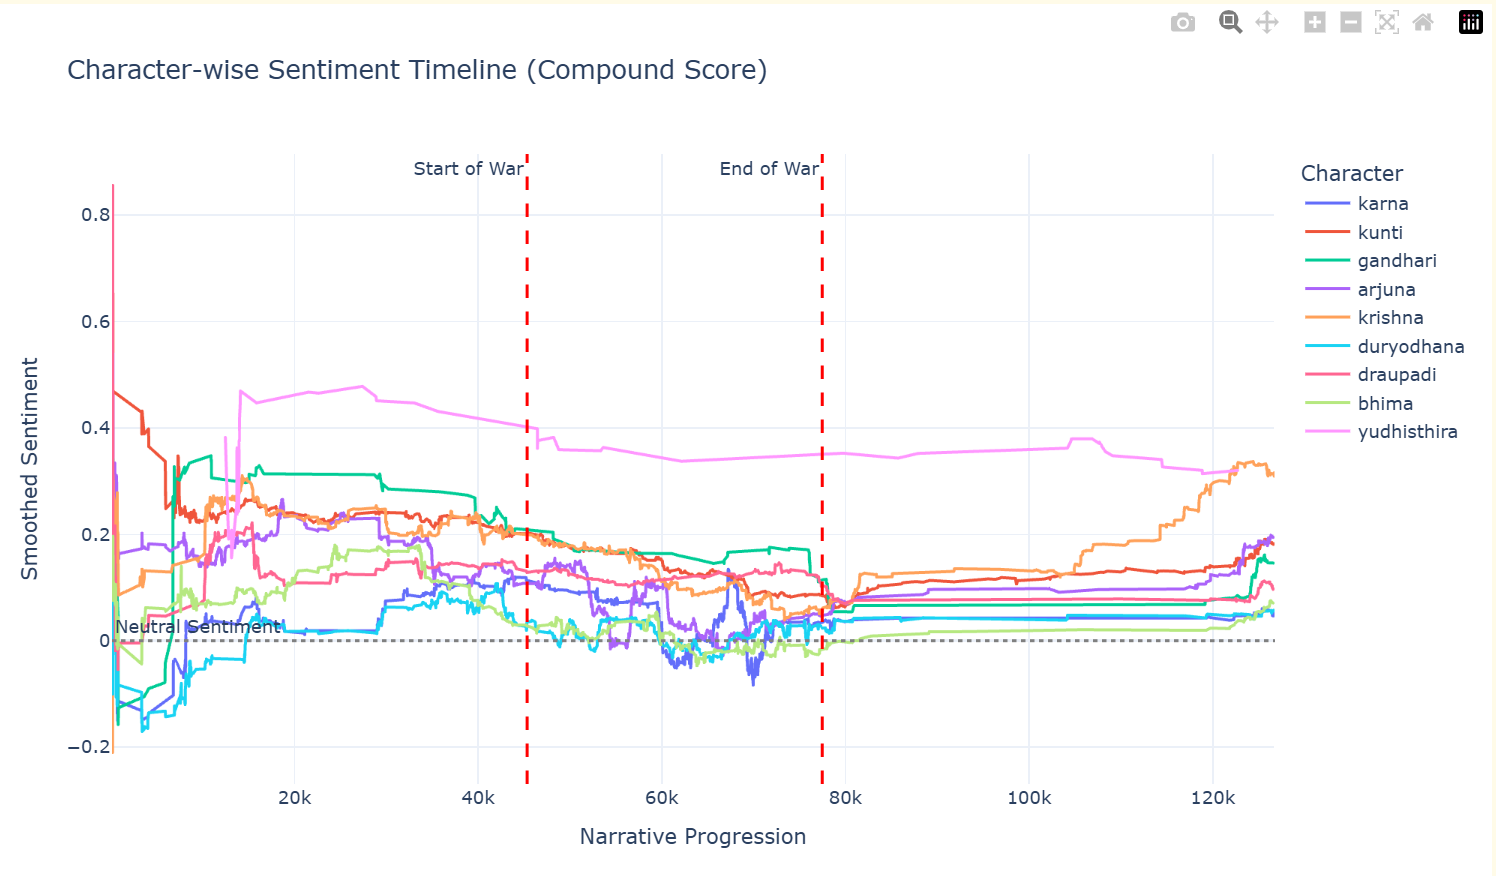 Character-wise Sentiment Timeline (Compound Score)
Start of War
End of War
Character
karna
kunti
gandhari
arjuna
krishna
duryodhana
draupadi
bhima
yudhisthira
Smoothed Sentiment
0.8
0.6
0.4
0.2
0
−0.2
Neutral Sentiment
20k
40k
60k
80k
100k
120k
Narrative Progression